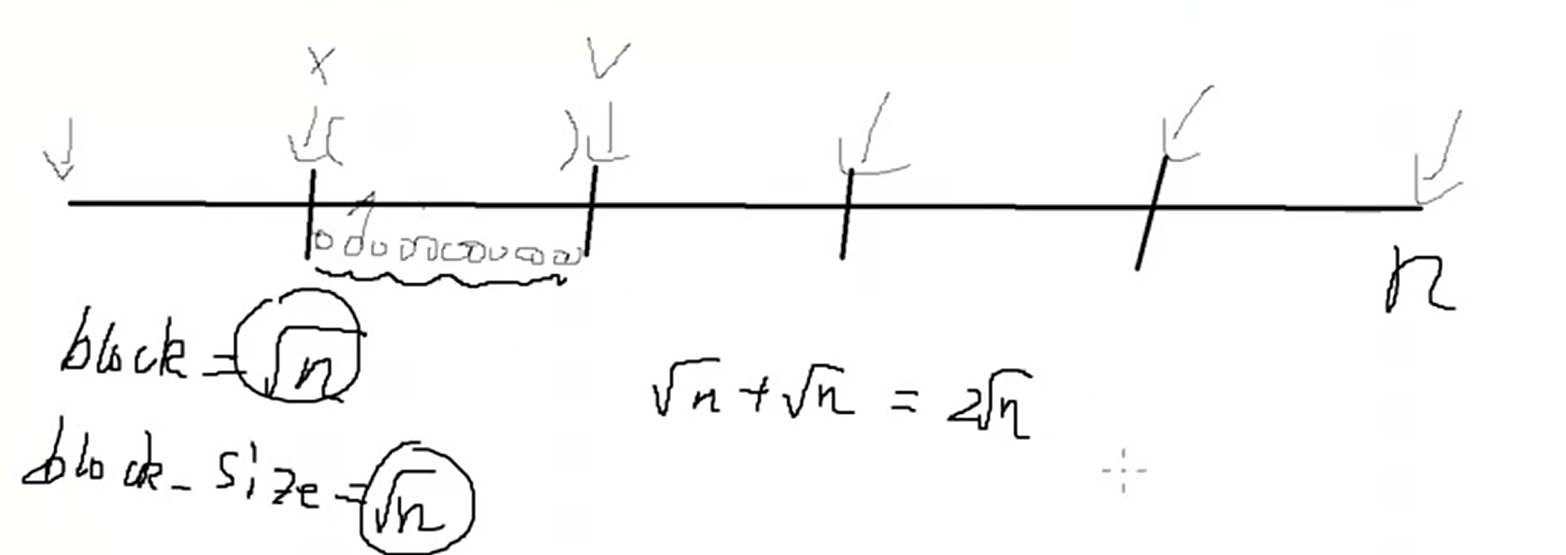 X V
( )
n
block = √n
√n + √n = 2√n
block_size = √n